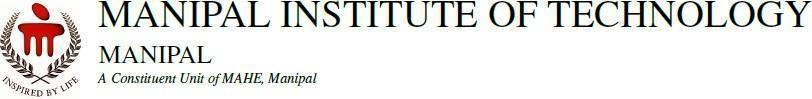 MANIPAL INSTITUTE OF TECHNOLOGY
MANIPAL
A Constituent Unit of MAHE, Manipal
INSPIRED BY LIFE